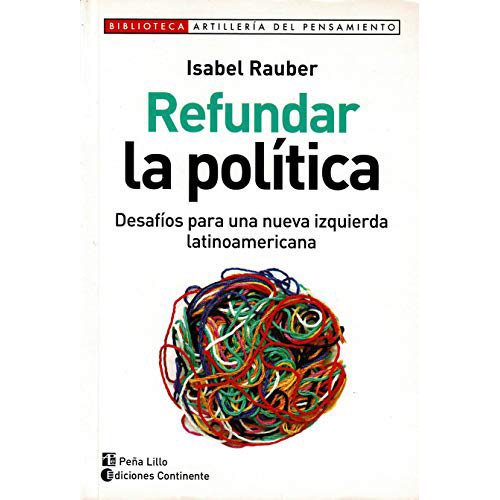 BIBLIOTECA ARTILLERÍA DEL PENSAMIENTO
Isabel Rauber
Refundar
la política
Desafíos para una nueva izquierda
latinoamericana
Peña Lillo
Ediciones Continente